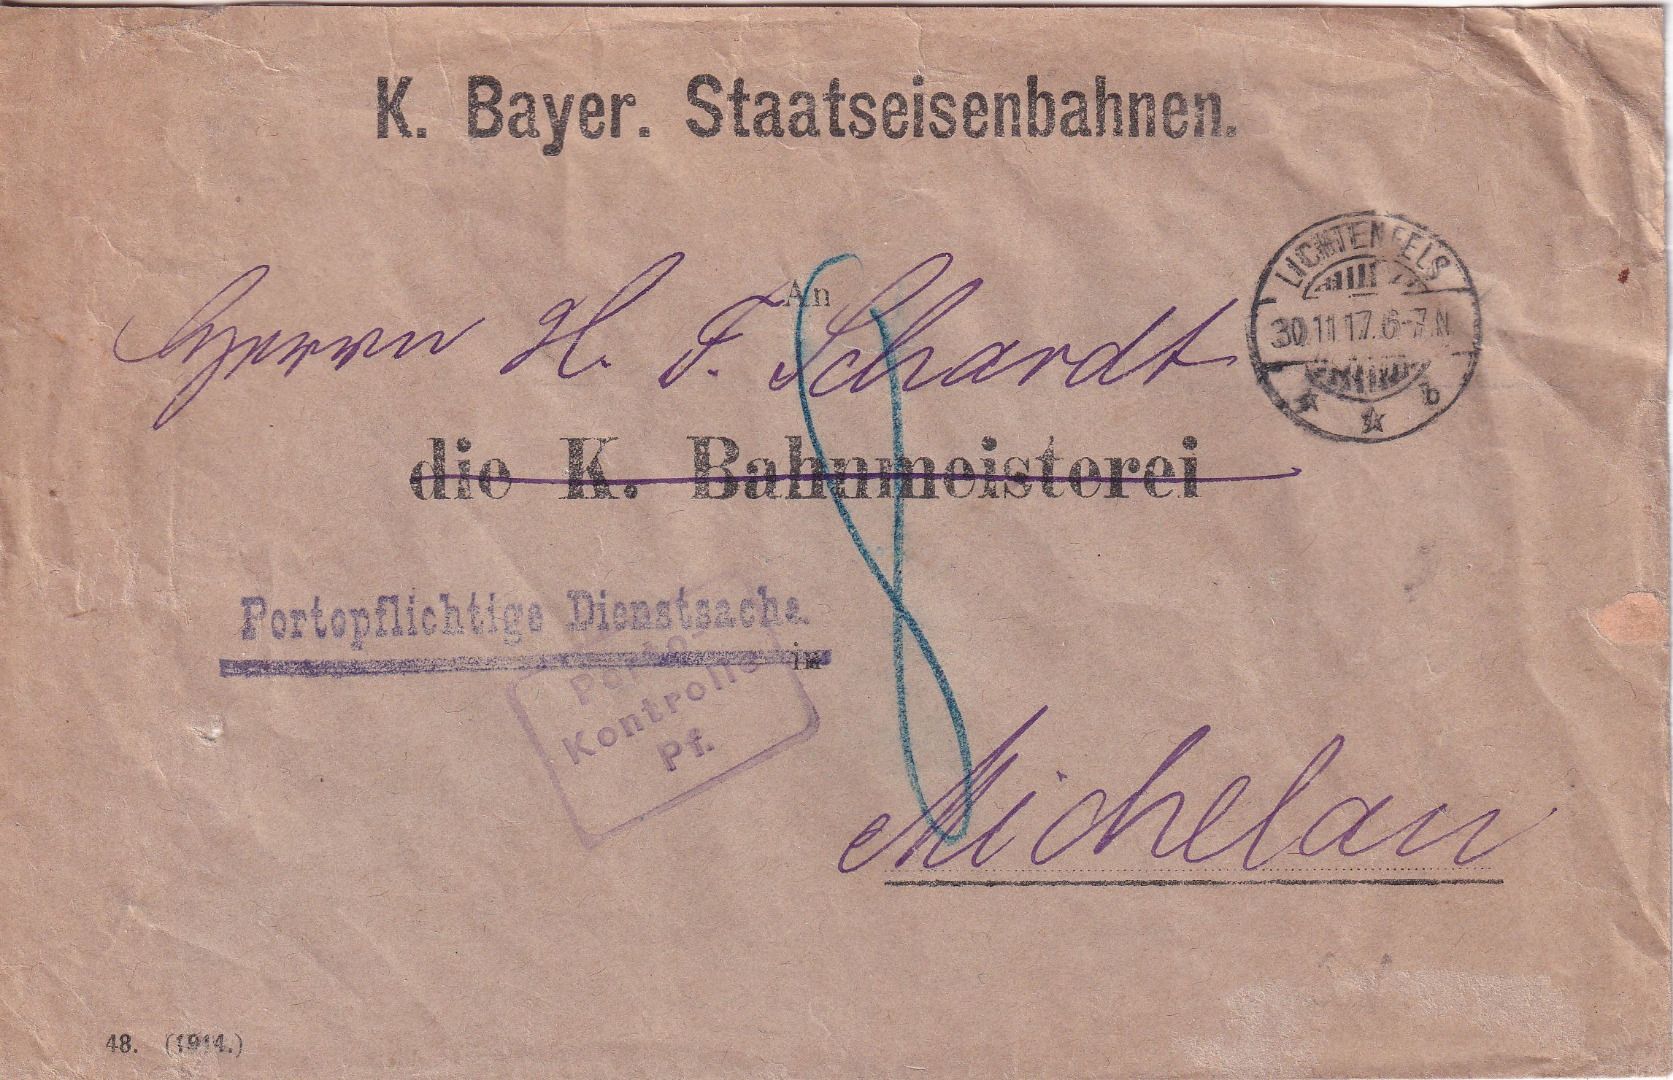 K. Bayer. Staatseisenbahnen.
LICHTENFELS
30.11.17.6-7.N
b
An
Herrn H. F. Schardt
die K. Bahnmeisterei
8
Portopflichtige Dienstsache
in
Porto-
Kontrolle
Pf.
Michelau
48. (1914.)